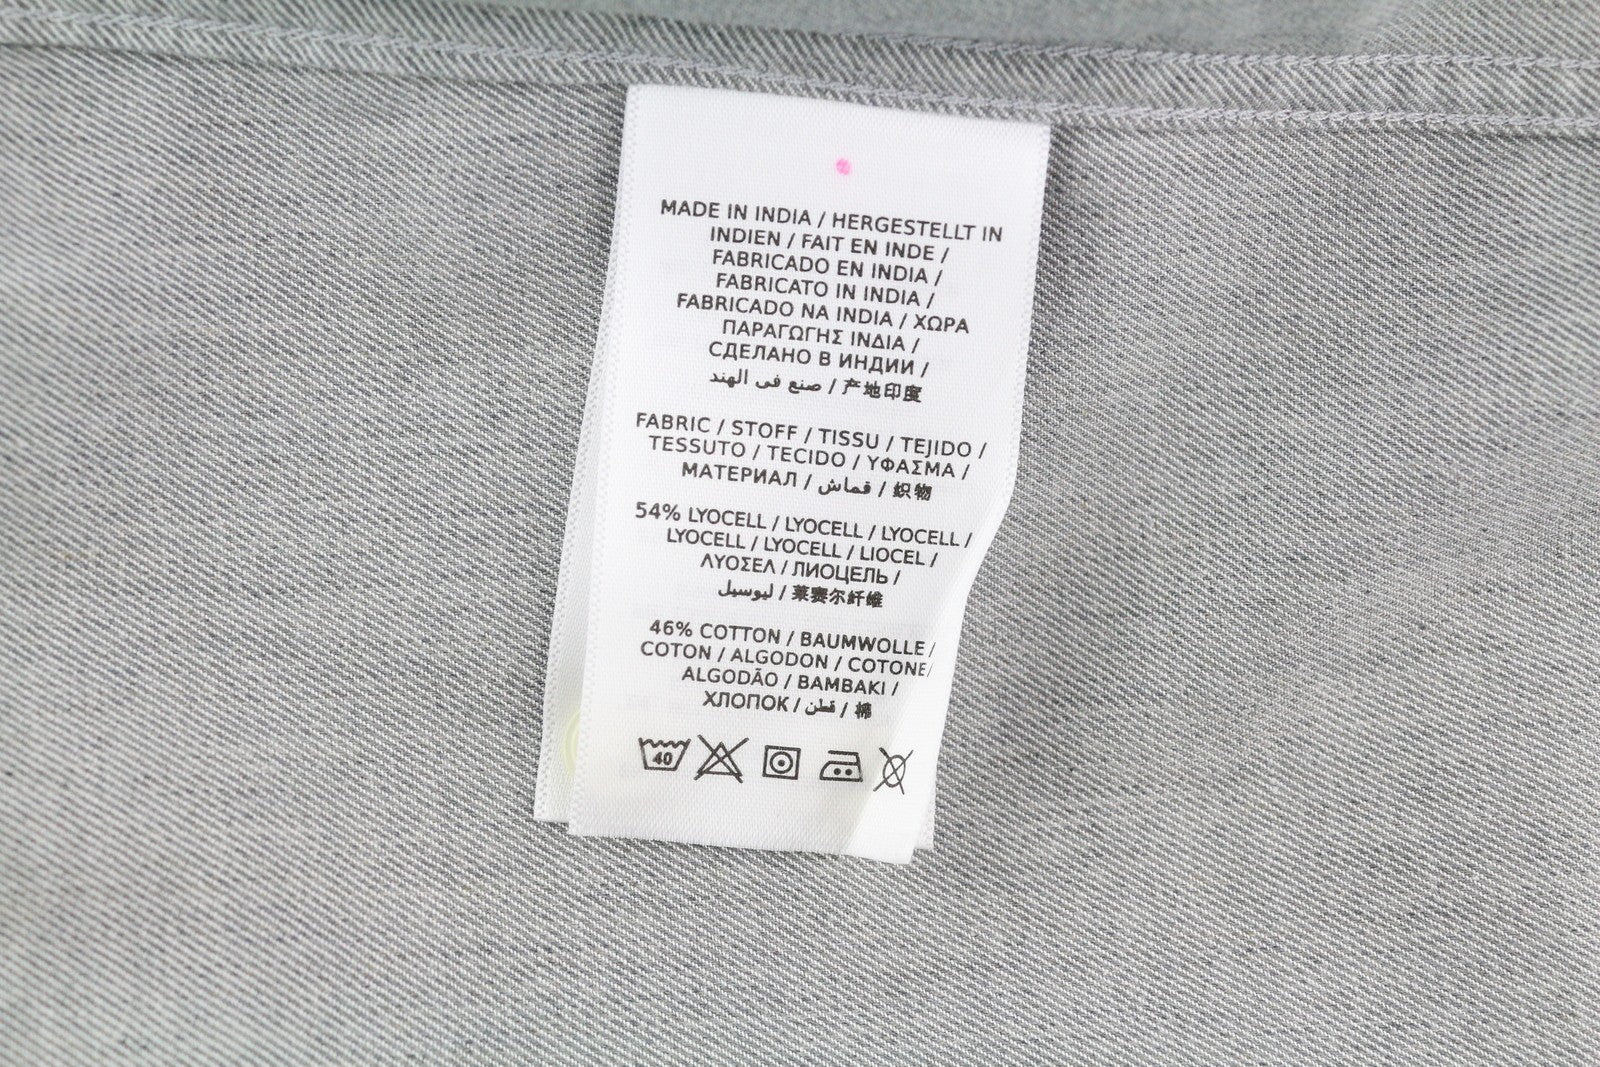 MADE IN INDIA / HERGESTELLT IN
INDIEN / FAIT EN INDE /
FABRICADO EN INDIA /
FABRICATO IN INDIA /
FABRICADO NA INDIA / ΧΩΡΑ
ΠΑΡΑΓΩΓΗΣ ΙΝΔΙΑ /
СДЕЛАНО В ИНДИИ /
صنع فى الهند / 产地印度
FABRIC / STOFF / TISSU / TEJIDO /
TESSUTO / TECIDO / ΥΦΑΣΜΑ /
МАТЕРИАЛ / قماش / 织物
54% LYOCELL / LYOCELL / LYOCELL /
LYOCELL / LYOCELL / LIOCEL /
ΛΥΟΣΕΛ / ЛИОЦЕЛЬ /
ليوسيل / 莱赛尔纤维
46% COTTON / BAUMWOLLE /
COTON / ALGODON / COTONE/
ALGODÃO / BAMBAKI /
ХЛОПОК / قطن / 棉
40